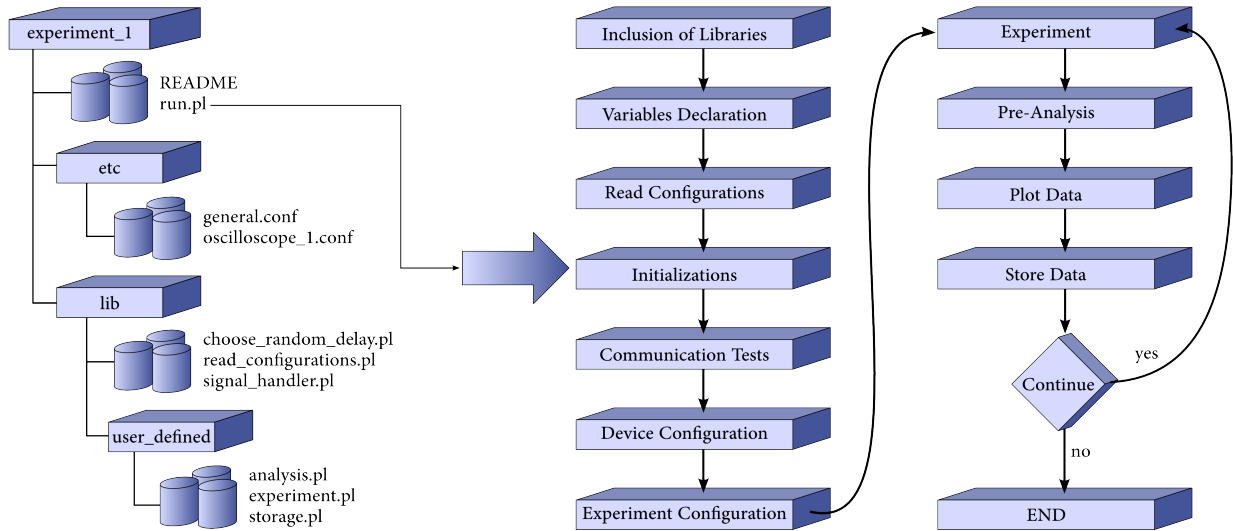 experiment_1
README
run.pl
etc
general.conf
oscilloscope_1.conf
lib
choose_random_delay.pl
read_configurations.pl
signal_handler.pl
user_defined
analysis.pl
experiment.pl
storage.pl
Inclusion of Libraries
Variables Declaration
Read Configurations
Initializations
Communication Tests
Device Configuration
Experiment Configuration
Experiment
Pre-Analysis
Plot Data
Store Data
yes
Continue
no
END